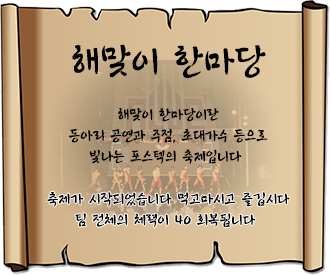 해맞이 한마당
해맞이 한마당이란
동아리 공연과 주점, 초대가수 등으로
빛나는 포스텍의 축제입니다
축제가 시작되었습니다 먹고마시고 즐깁시다
팀 전체의 체력이 40 회복됩니다